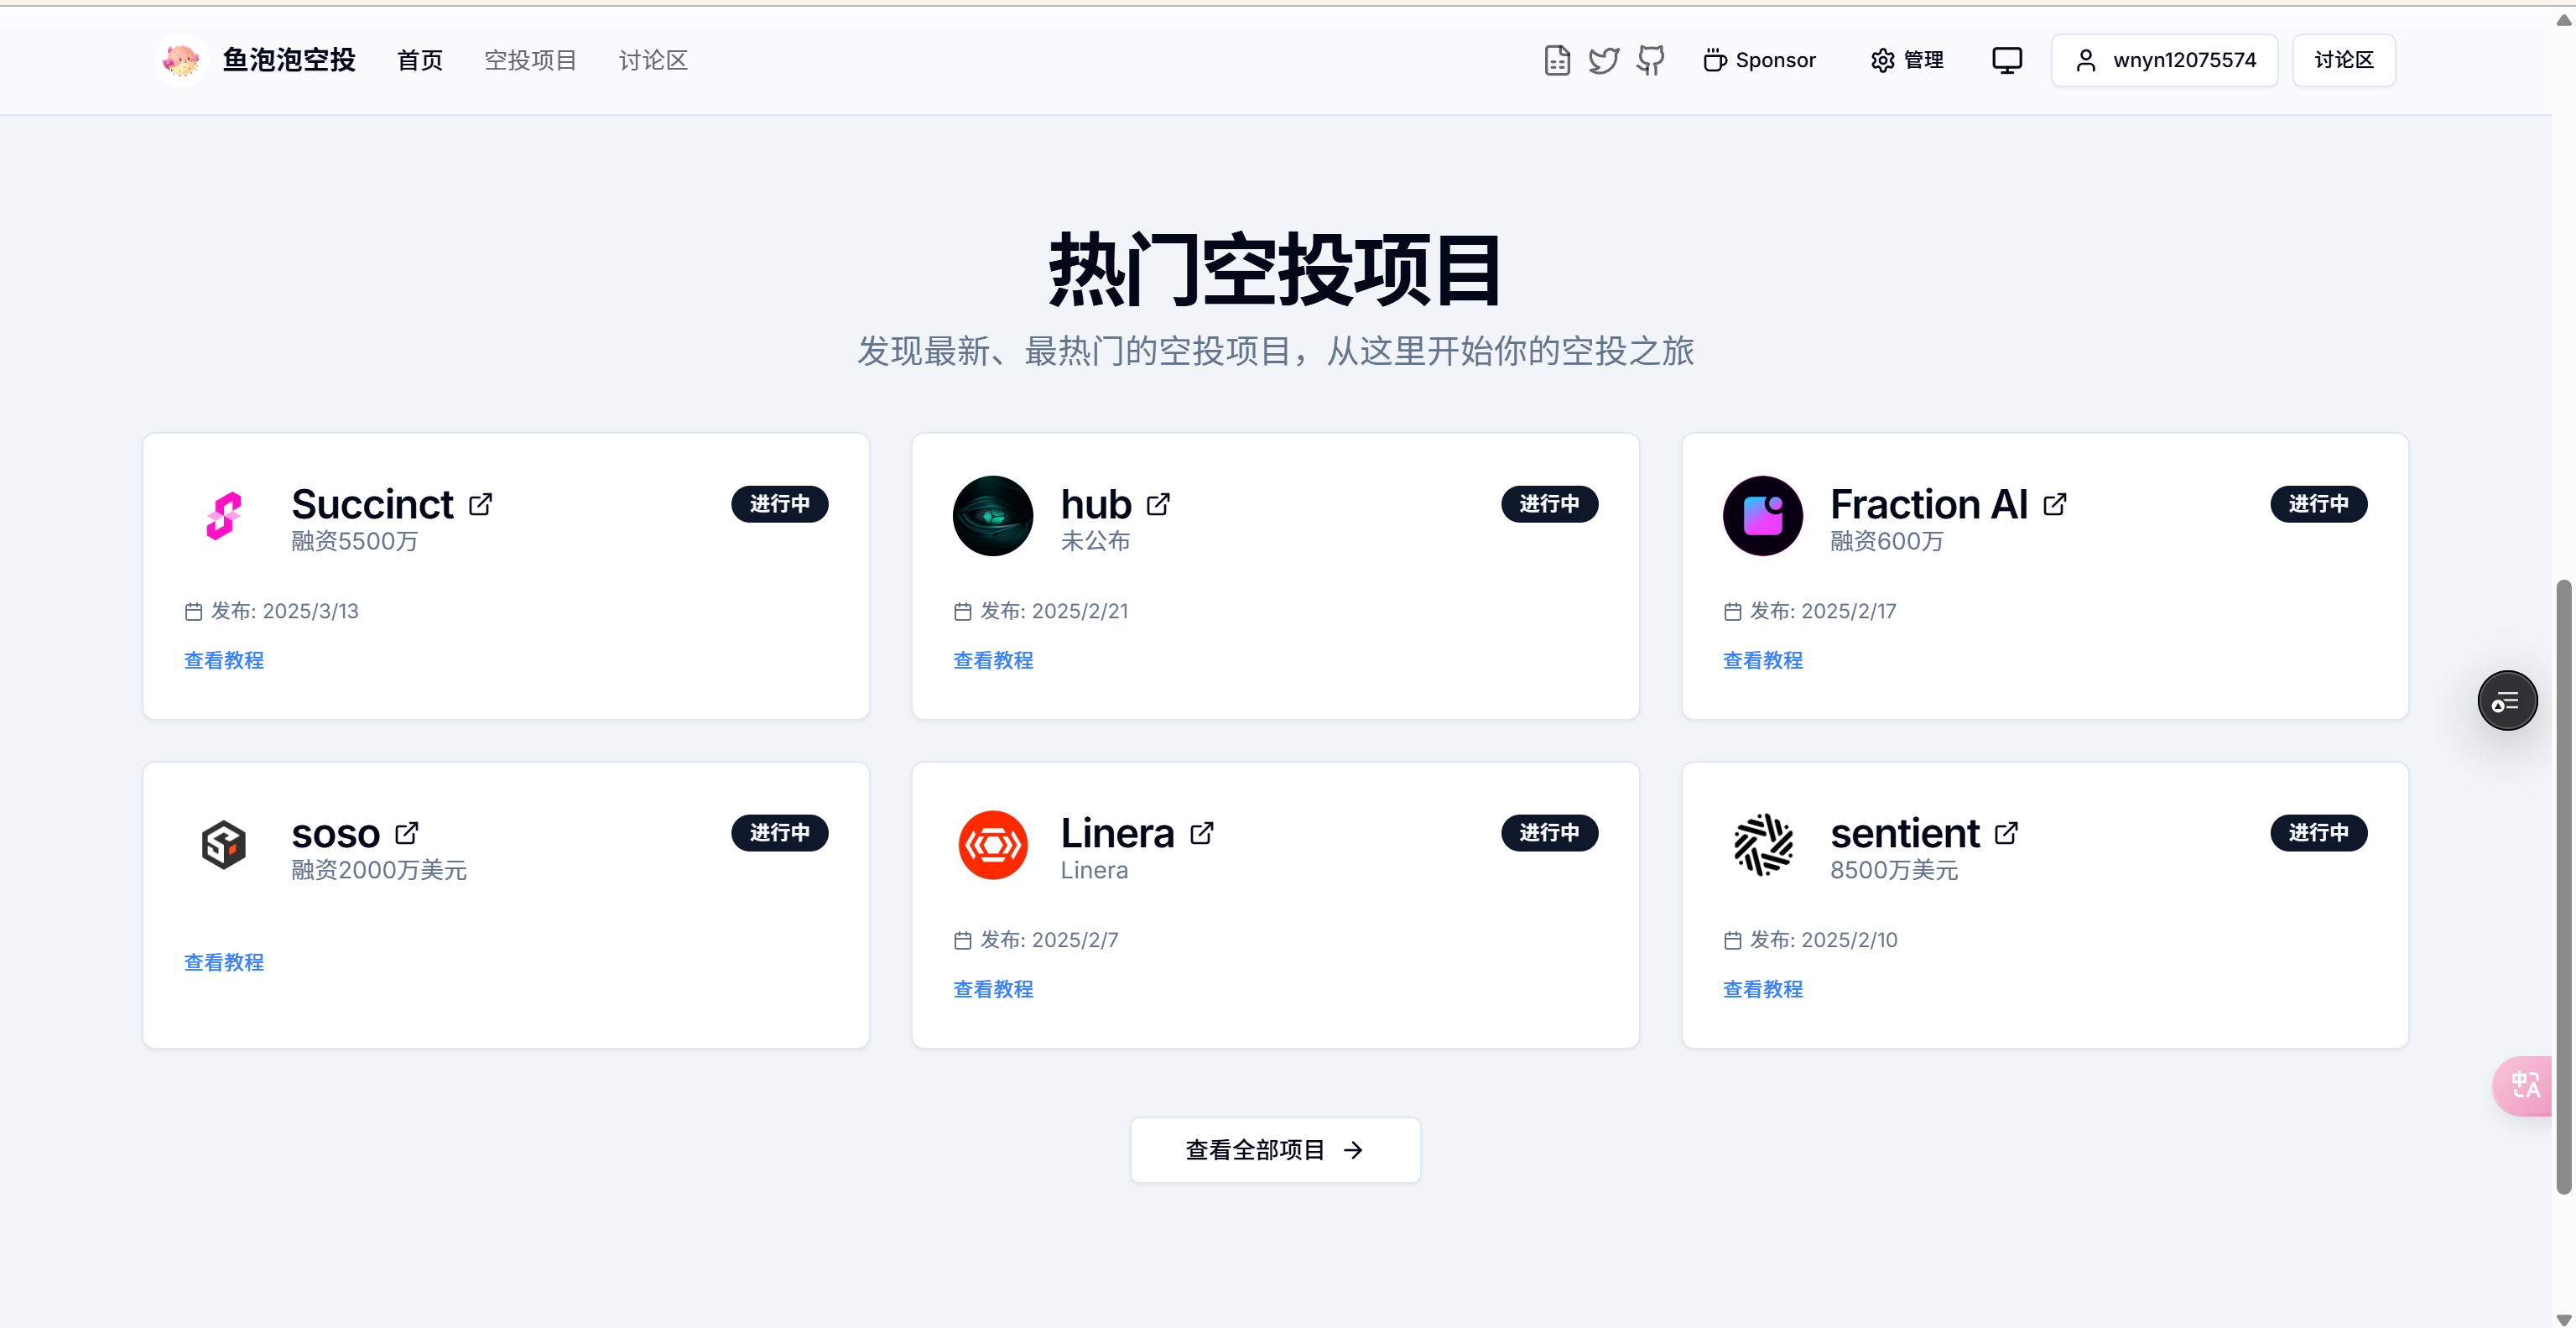 鱼泡泡空投 首页 空投项目 讨论区 Sponsor 管理 wnyn12075574 讨论区
热门空投项目
发现最新、最热门的空投项目，从这里开始你的空投之旅
Succinct 进行中
融资5500万
发布: 2025/3/13
查看教程
hub 进行中
未公布
发布: 2025/2/21
查看教程
Fraction AI 进行中
融资600万
发布: 2025/2/17
查看教程
soso 进行中
融资2000万美元
查看教程
Linera 进行中
Linera
发布: 2025/2/7
查看教程
sentient 进行中
8500万美元
发布: 2025/2/10
查看教程
中A
查看全部项目